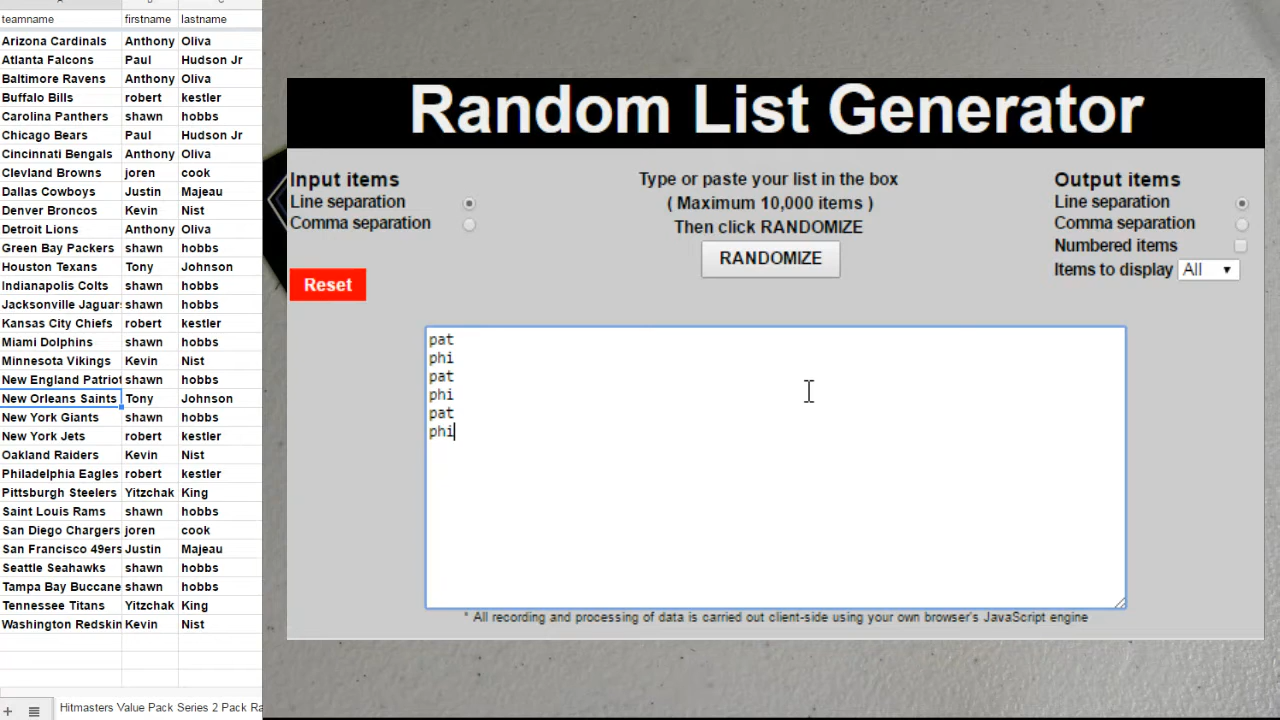 teamname firstname lastname
Arizona Cardinals Anthony Oliva
Atlanta Falcons Paul Hudson Jr
Baltimore Ravens Anthony Oliva
Buffalo Bills robert kestler
Carolina Panthers shawn hobbs
Chicago Bears Paul Hudson Jr
Cincinnati Bengals Anthony Oliva
Clevland Browns joren cook
Dallas Cowboys Justin Majeau
Denver Broncos Kevin Nist
Detroit Lions Anthony Oliva
Green Bay Packers shawn hobbs
Houston Texans Tony Johnson
Indianapolis Colts shawn hobbs
Jacksonville Jaguars shawn hobbs
Kansas City Chiefs robert kestler
Miami Dolphins shawn hobbs
Minnesota Vikings Kevin Nist
New England Patriot shawn hobbs
New Orleans Saints Tony Johnson
New York Giants shawn hobbs
New York Jets robert kestler
Oakland Raiders Kevin Nist
Philadelphia Eagles robert kestler
Pittsburgh Steelers Yitzchak King
Saint Louis Rams shawn hobbs
San Diego Chargers joren cook
San Francisco 49ers Justin Majeau
Seattle Seahawks shawn hobbs
Tampa Bay Buccane shawn hobbs
Tennessee Titans Yitzchak King
Washington Redskin Kevin Nist
Hitmasters Value Pack Series 2 Pack Ra
Random List Generator
Input items
Line separation
Comma separation
Reset
Type or paste your list in the box
( Maximum 10,000 items )
Then click RANDOMIZE
RANDOMIZE
Output items
Line separation
Comma separation
Numbered items
Items to display All
pat
phi
pat
phi
pat
phi
* All recording and processing of data is carried out client-side using your own browser's JavaScript engine